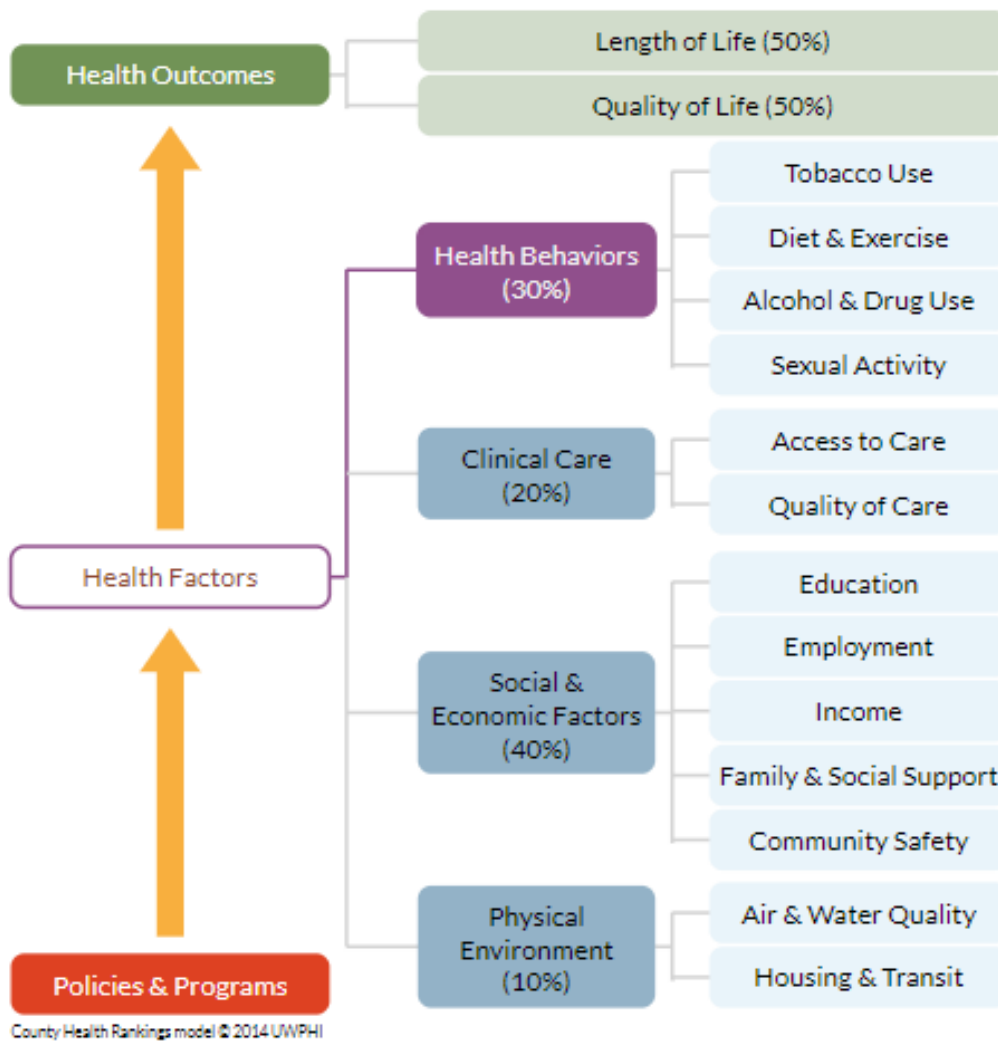 Health Outcomes
Length of Life (50%)
Quality of Life (50%)
Health Factors
Health Behaviors
(30%)
Tobacco Use
Diet & Exercise
Alcohol & Drug Use
Sexual Activity
Clinical Care
(20%)
Access to Care
Quality of Care
Social &
Economic Factors
(40%)
Education
Employment
Income
Family & Social Support
Community Safety
Physical
Environment
(10%)
Air & Water Quality
Housing & Transit
Policies & Programs
County Health Rankings model © 2014 UWPHI